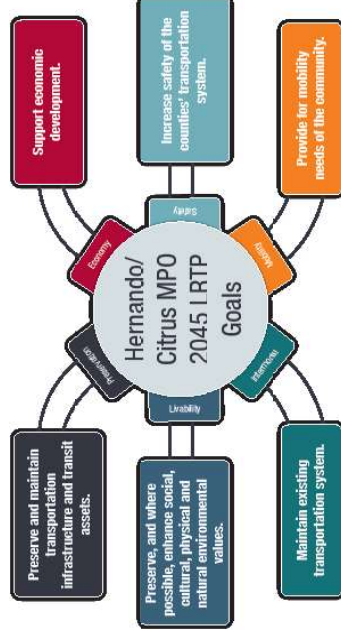 Preserve and maintain
transportation
infrastructure and transit
assets.
Support economic
development.
Preservation
Economy
Preserve, and where
possible, enhance social,
cultural, physical and
natural environmental
values.
Livability
Hernando/
Citrus MPO
2045 LRTP
Goals
Safety
Increase safety of the
counties' transportation
system.
Intermodal
Mobility
Maintain existing
transportation system.
Provide for mobility
needs of the community.